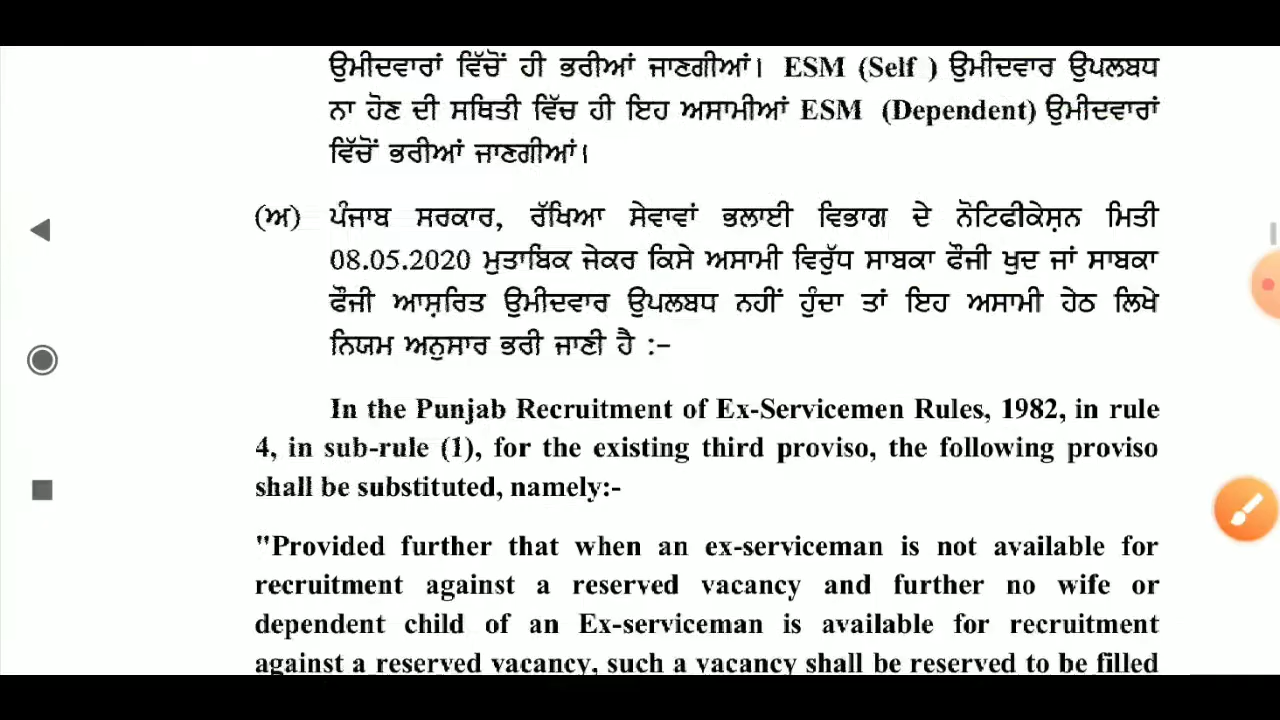 ਉਮੀਦਵਾਰਾਂ ਵਿੱਚੋਂ ਹੀ ਭਰੀਆਂ ਜਾਣਗੀਆਂ। ESM (Self ) ਉਮੀਦਵਾਰ ਉਪਲਬਧ
ਨਾ ਹੋਣ ਦੀ ਸਥਿਤੀ ਵਿੱਚ ਹੀ ਇਹ ਅਸਾਮੀਆਂ ESM (Dependent) ਉਮੀਦਵਾਰਾਂ
ਵਿੱਚੋਂ ਭਰੀਆਂ ਜਾਣਗੀਆਂ।
(ਅ) ਪੰਜਾਬ ਸਰਕਾਰ, ਰੱਖਿਆ ਸੇਵਾਵਾਂ ਭਲਾਈ ਵਿਭਾਗ ਦੇ ਨੋਟਿਫੀਕੇਸ਼ਨ ਮਿਤੀ
08.05.2020 ਮੁਤਾਬਿਕ ਜੇਕਰ ਕਿਸੇ ਅਸਾਮੀ ਵਿਰੁੱਧ ਸਾਬਕਾ ਫੌਜੀ ਖੁਦ ਜਾਂ ਸਾਬਕਾ
ਫੌਜੀ ਆਸ਼ਰਿਤ ਉਮੀਦਵਾਰ ਉਪਲਬਧ ਨਹੀਂ ਹੁੰਦਾ ਤਾਂ ਇਹ ਅਸਾਮੀ ਹੇਠ ਲਿਖੇ
ਨਿਯਮ ਅਨੁਸਾਰ ਭਰੀ ਜਾਣੀ ਹੈ :-
In the Punjab Recruitment of Ex-Servicemen Rules, 1982, in rule
4, in sub-rule (1), for the existing third proviso, the following proviso
shall be substituted, namely:-
"Provided further that when an ex-serviceman is not available for
recruitment against a reserved vacancy and further no wife or
dependent child of an Ex-serviceman is available for recruitment
against a reserved vacancy, such a vacancy shall be reserved to be filled